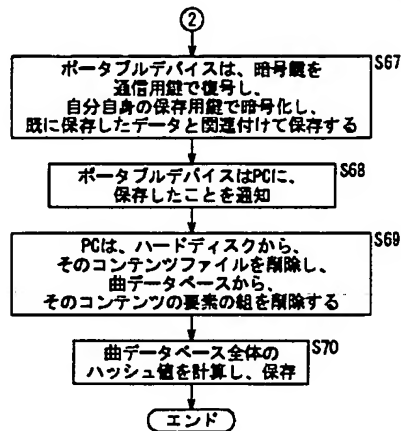 ②
S67
ポータブルデバイスは、暗号鍵を
通信用鍵で復号し、
自分自身の保存用鍵で暗号化し、
既に保存したデータと関連付けて保存する
S68
ポータブルデバイスはPCに、
保存したことを通知
S69
PCは、ハードディスクから、
そのコンテンツファイルを削除し、
曲データベースから、
そのコンテンツの要素の組を削除する
S70
曲データベース全体の
ハッシュ値を計算し、保存
エンド